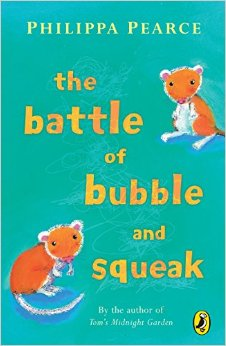 PHILIPPA PEARCE
the
battle
of
bubble
and
squeak
By the author of
Tom's Midnight Garden